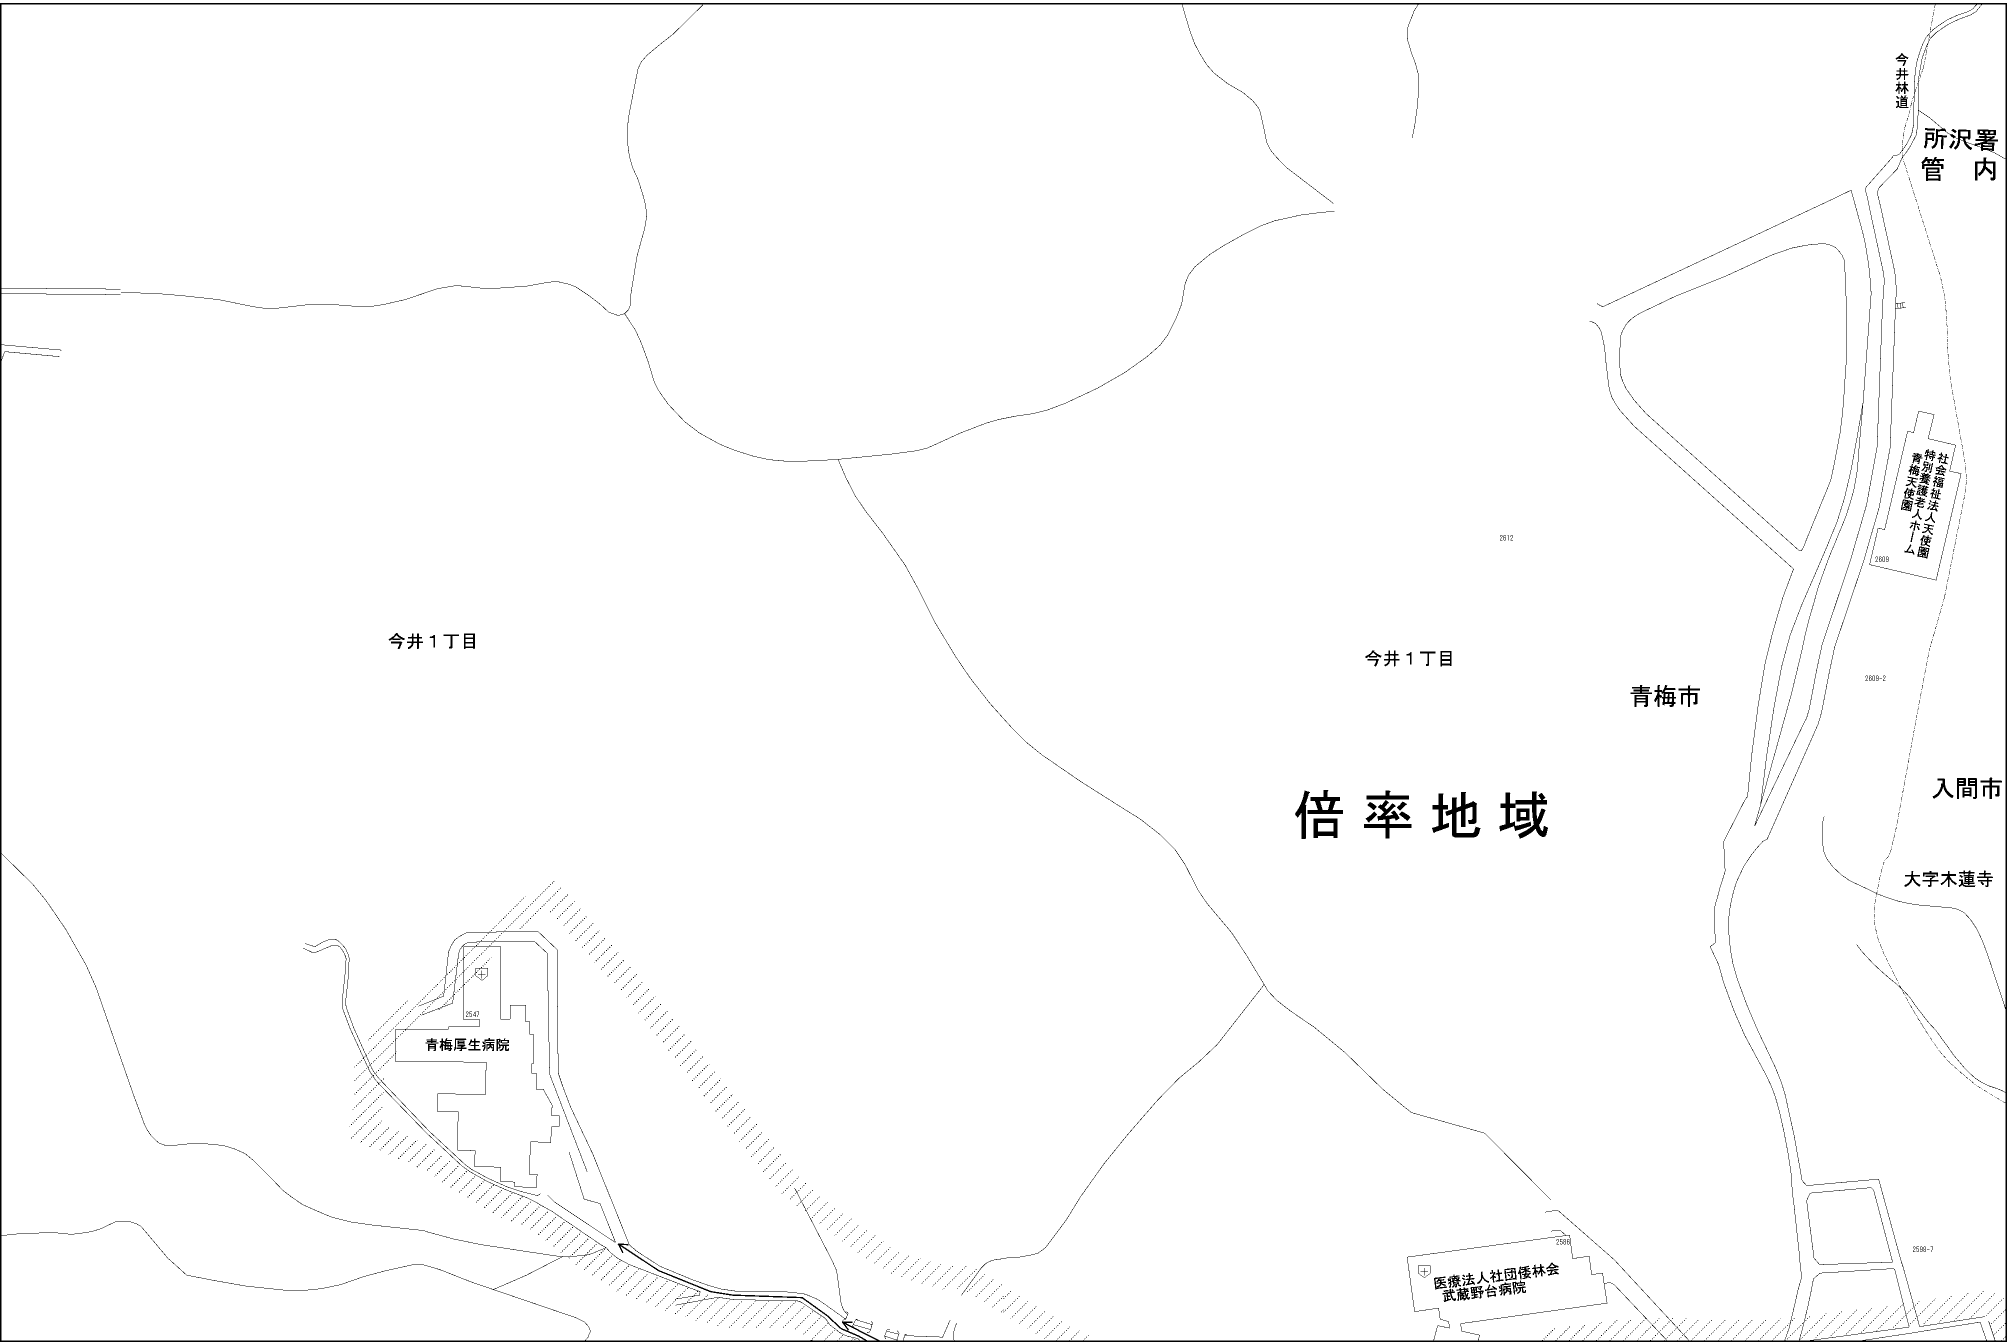 今井林道
所沢署
管　内
社会福祉法人天使園
特別養護老人ホーム
青梅天使園
2612
2609
今井１丁目
今井１丁目
2609-2
青梅市
入間市
倍率地域
大字木蓮寺
2547
青梅厚生病院
2586
2598-7
医療法人社団倭林会
武蔵野台病院